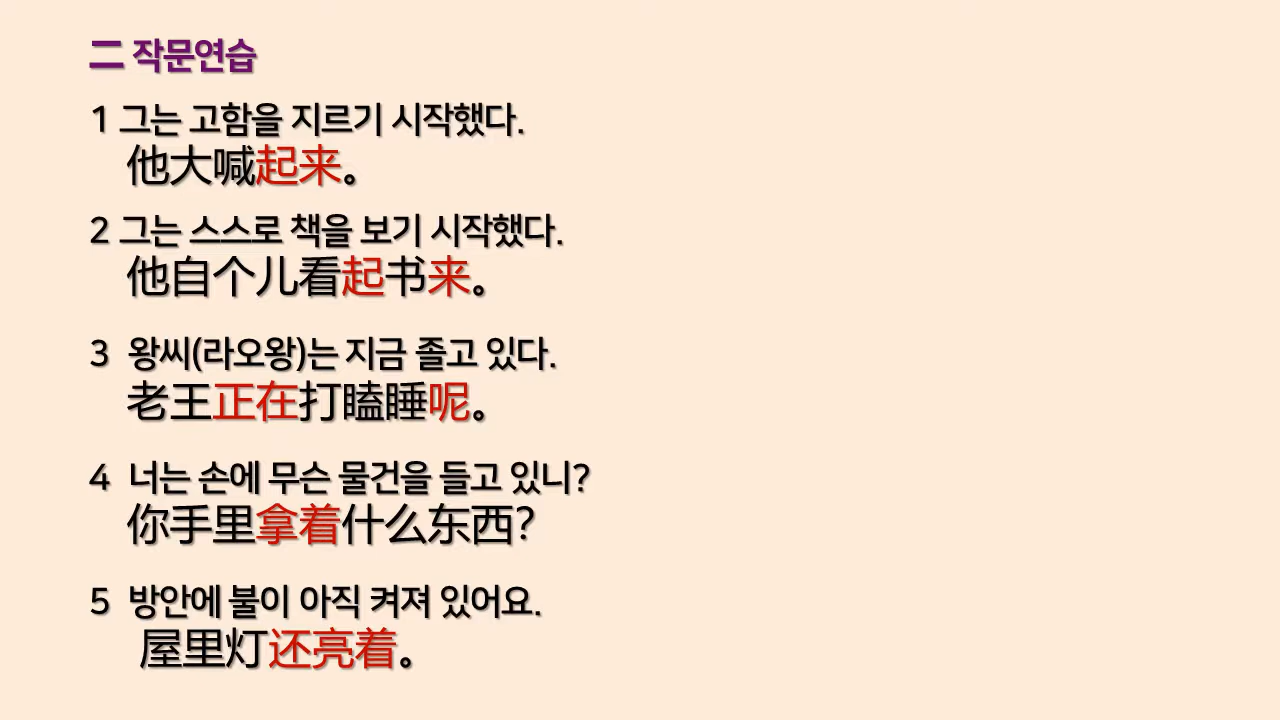 二 작문연습
1 그는 고함을 지르기 시작했다.
他大喊起来。
2 그는 스스로 책을 보기 시작했다.
他自个儿看起书来。
3 왕씨(라오왕)는 지금 졸고 있다.
老王正在打瞌睡呢。
4 너는 손에 무슨 물건을 들고 있니?
你手里拿着什么东西?
5 방안에 불이 아직 켜져 있어요.
屋里灯还亮着。